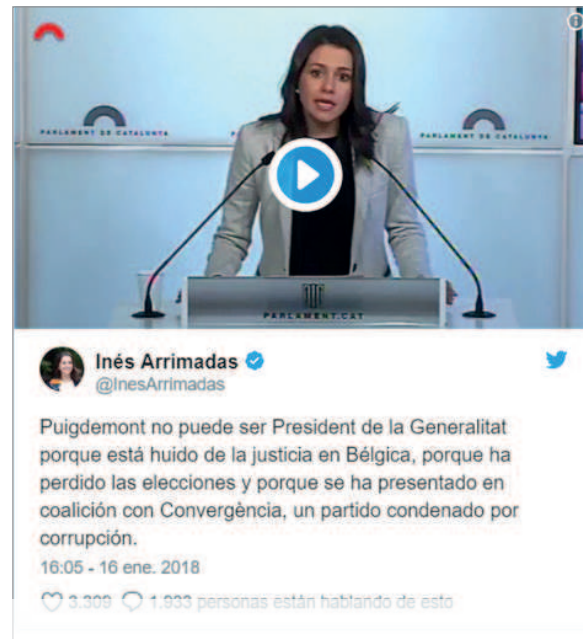 PARLAMENT DE CATALUNYA
PARLAMENT DE CATALUNYA
PARLAMENT.CAT
Inés Arrimadas
@InesArrimadas
Puigdemont no puede ser President de la Generalitat
porque está huido de la justicia en Bélgica, porque ha
perdido las elecciones y porque se ha presentado en
coalición con Convergència, un partido condenado por
corrupción.
16:05 - 16 ene. 2018
3.309 1.933 personas están hablando de esto